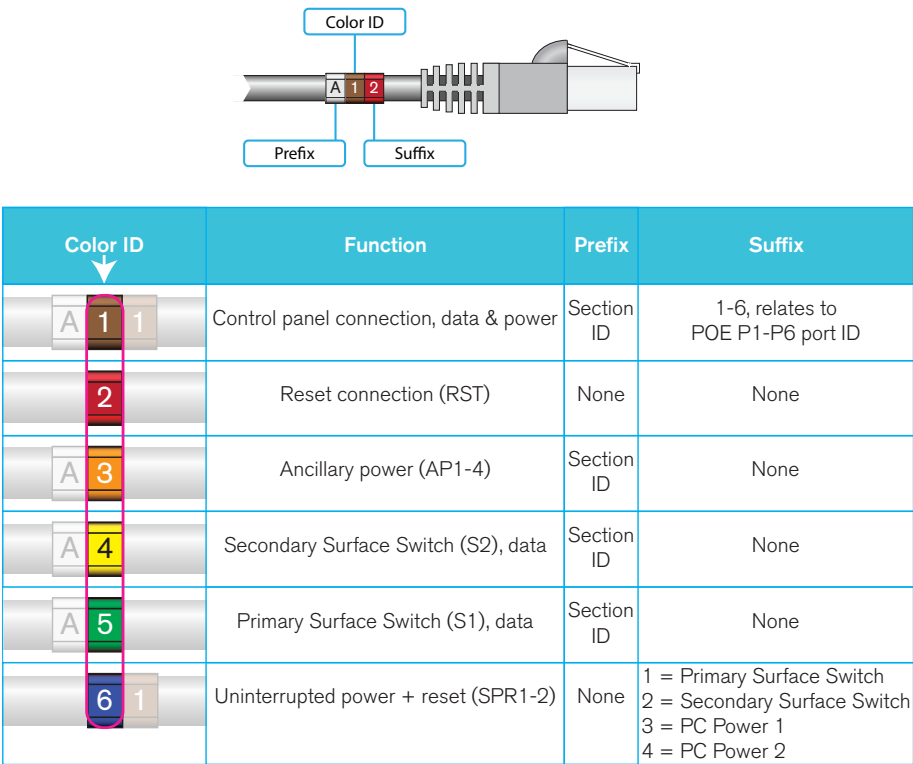 Color ID
A 1 2
Prefix
Suffix
Color ID
Function
Prefix
Suffix
A 1 1
Control panel connection, data & power
Section
ID
1-6, relates to
POE P1-P6 port ID
2
Reset connection (RST)
None
None
A 3
Ancillary power (AP1-4)
Section
ID
None
A 4
Secondary Surface Switch (S2), data
Section
ID
None
A 5
Primary Surface Switch (S1), data
Section
ID
None
6 1
Uninterrupted power + reset (SPR1-2)
None
1 = Primary Surface Switch
2 = Secondary Surface Switch
3 = PC Power 1
4 = PC Power 2